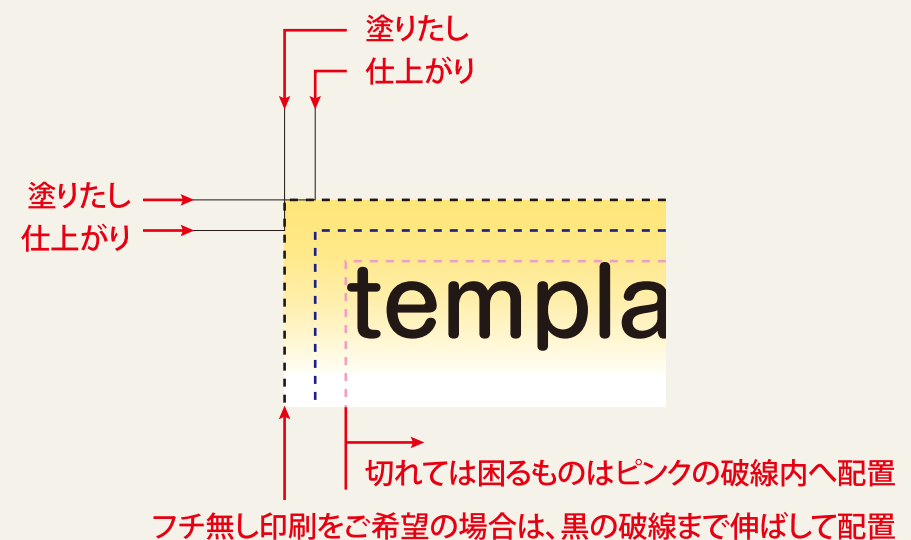 塗りたし
仕上がり
塗りたし
仕上がり
templa
切れては困るものはピンクの破線内へ配置
フチ無し印刷をご希望の場合は、黒の破線まで伸ばして配置